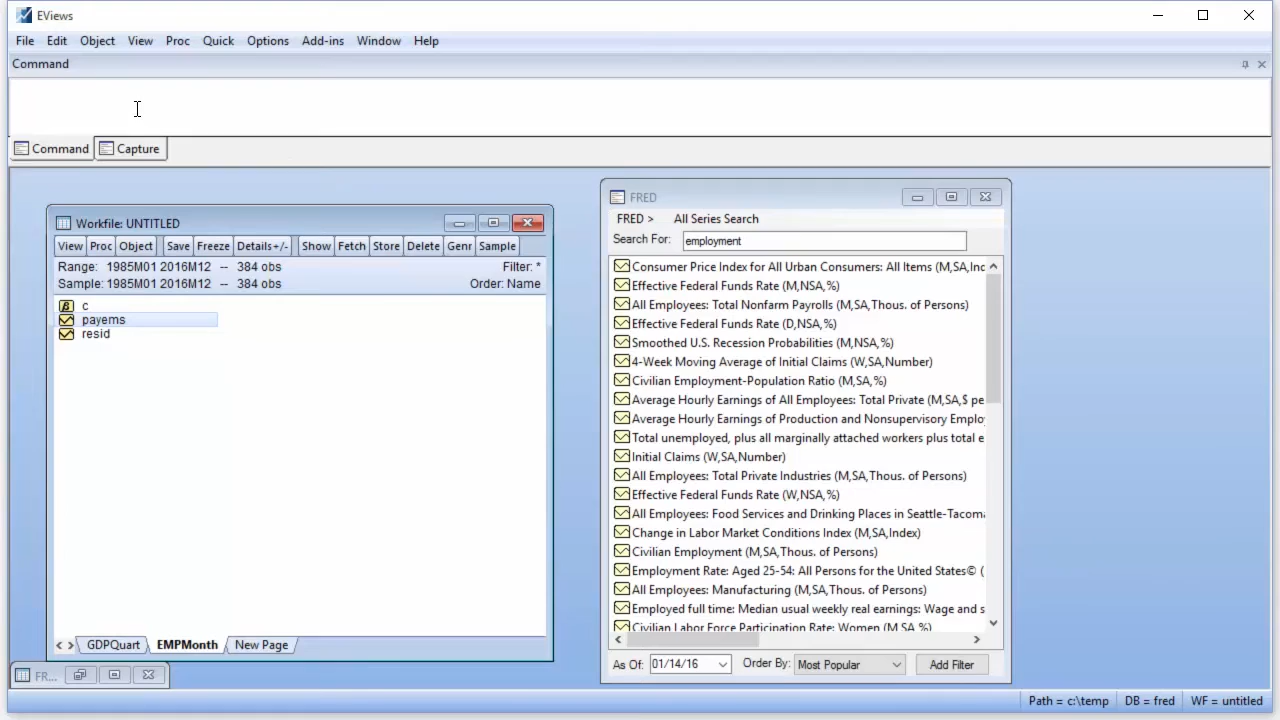 EViews
File Edit Object View Proc Quick Options Add-ins Window Help
Command
Command Capture
Workfile: UNTITLED
View Proc Object Save Freeze Details+/- Show Fetch Store Delete Genr Sample
Range: 1985M01 2016M12 -- 384 obs Filter: *
Sample: 1985M01 2016M12 -- 384 obs Order: Name
c
payems
resid
GDPQuart EMPMonth New Page
FR...
FRED
FRED > All Series Search
Search For: employment
Consumer Price Index for All Urban Consumers: All Items (M,SA,Inc
Effective Federal Funds Rate (M,NSA,%)
All Employees: Total Nonfarm Payrolls (M,SA,Thous. of Persons)
Effective Federal Funds Rate (D,NSA,%)
Smoothed U.S. Recession Probabilities (M,NSA,%)
4-Week Moving Average of Initial Claims (W,SA,Number)
Civilian Employment-Population Ratio (M,SA,%)
Average Hourly Earnings of All Employees: Total Private (M,SA,$ pe
Average Hourly Earnings of Production and Nonsupervisory Emplo
Total unemployed, plus all marginally attached workers plus total e
Initial Claims (W,SA,Number)
All Employees: Total Private Industries (M,SA,Thous. of Persons)
Effective Federal Funds Rate (W,NSA,%)
All Employees: Food Services and Drinking Places in Seattle-Tacoma
Change in Labor Market Conditions Index (M,SA,Index)
Civilian Employment (M,SA,Thous. of Persons)
Employment Rate: Aged 25-54: All Persons for the United States© (
All Employees: Manufacturing (M,SA,Thous. of Persons)
Employed full time: Median usual weekly real earnings: Wage and s
Civilian Labor Force Participation Rate: Women (M,SA,%)
As Of: 01/14/16 Order By: Most Popular Add Filter
Path = c:\temp DB = fred WF = untitled